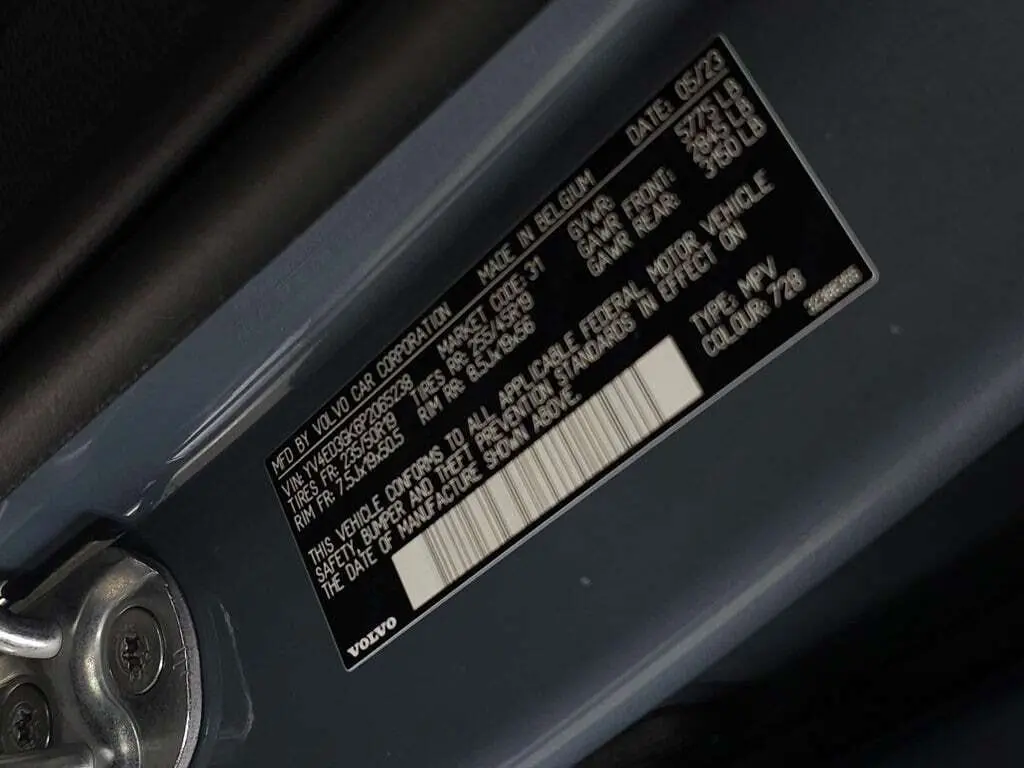 MFD BY VOLVO CAR CORPORATION MADE IN BELGIUM DATE: 05/23
VIN: YV4ED3GK6P2065238 MARKET CODE: 31 GVWR: 5775 LB
TIRES FR: 235/50R19 TIRES RR: 255/45R19 GAWR FRONT: 2845 LB
RIM FR: 7.5Jx19x50.5 RIM RR: 8.5Jx19x56 GAWR REAR: 3150 LB
THIS VEHICLE CONFORMS TO ALL APPLICABLE FEDERAL MOTOR VEHICLE
SAFETY, BUMPER AND THEFT PREVENTION STANDARDS IN EFFECT ON
THE DATE OF MANUFACTURE SHOWN ABOVE
TYPE: MPV
COLOUR: 728
VOLVO